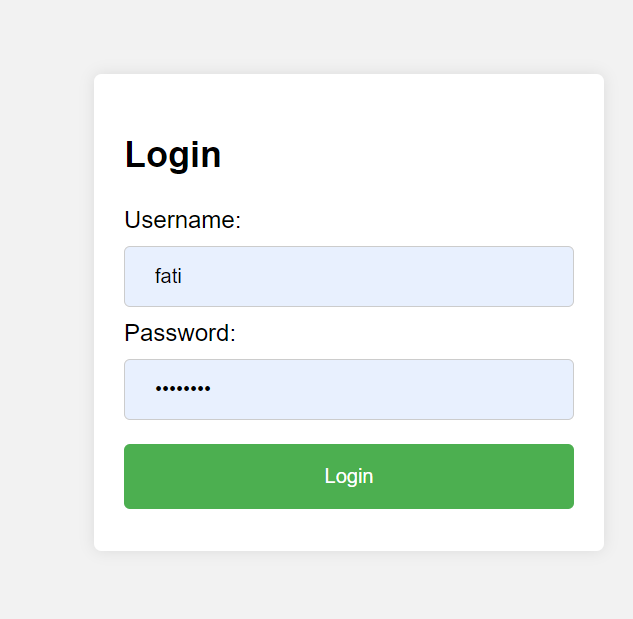 Login
Username:
fati
Password:
••••••••
Login